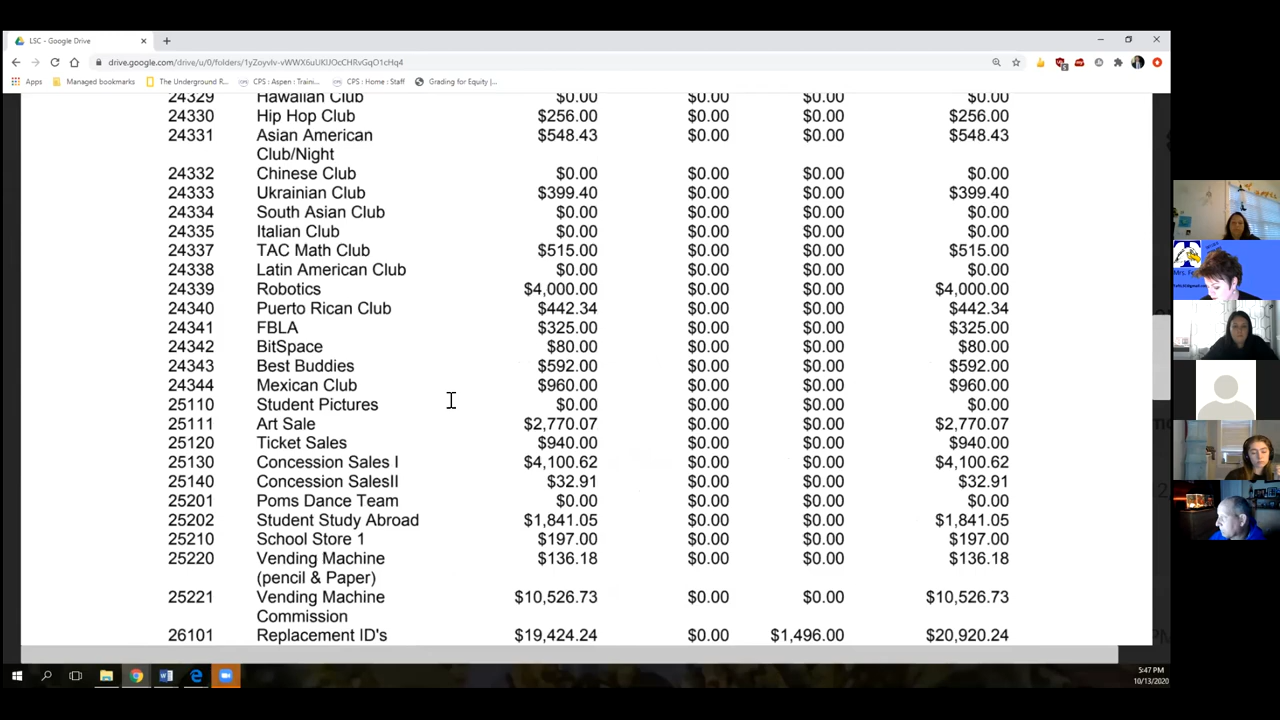 LSC - Google Drive
drive.google.com/drive/u/0/folders/1yZoyvIv-vWWX6uUKIJOcCHRvGqO1cHq4
Apps Managed bookmarks The Underground R... CPS : Aspen : Traini... CPS : Home : Staff Grading for Equity |...
24329 Hawaiian Club $0.00 $0.00 $0.00 $0.00
24330 Hip Hop Club $256.00 $0.00 $0.00 $256.00
24331 Asian American $548.43 $0.00 $0.00 $548.43
Club/Night
24332 Chinese Club $0.00 $0.00 $0.00 $0.00
24333 Ukrainian Club $399.40 $0.00 $0.00 $399.40
24334 South Asian Club $0.00 $0.00 $0.00 $0.00
24335 Italian Club $0.00 $0.00 $0.00 $0.00
24337 TAC Math Club $515.00 $0.00 $0.00 $515.00
24338 Latin American Club $0.00 $0.00 $0.00 $0.00
24339 Robotics $4,000.00 $0.00 $0.00 $4,000.00
24340 Puerto Rican Club $442.34 $0.00 $0.00 $442.34
24341 FBLA $325.00 $0.00 $0.00 $325.00
24342 BitSpace $80.00 $0.00 $0.00 $80.00
24343 Best Buddies $592.00 $0.00 $0.00 $592.00
24344 Mexican Club $960.00 $0.00 $0.00 $960.00
25110 Student Pictures $0.00 $0.00 $0.00 $0.00
25111 Art Sale $2,770.07 $0.00 $0.00 $2,770.07
25120 Ticket Sales $940.00 $0.00 $0.00 $940.00
25130 Concession Sales I $4,100.62 $0.00 $0.00 $4,100.62
25140 Concession SalesII $32.91 $0.00 $0.00 $32.91
25201 Poms Dance Team $0.00 $0.00 $0.00 $0.00
25202 Student Study Abroad $1,841.05 $0.00 $0.00 $1,841.05
25210 School Store 1 $197.00 $0.00 $0.00 $197.00
25220 Vending Machine $136.18 $0.00 $0.00 $136.18
(pencil & Paper)
25221 Vending Machine $10,526.73 $0.00 $0.00 $10,526.73
Commission
26101 Replacement ID's $19,424.24 $0.00 $1,496.00 $20,920.24
5:47 PM
10/13/2020